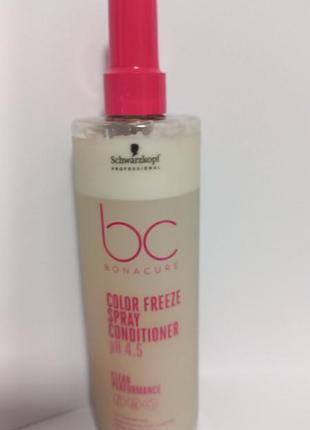 Schwarzkopf
PROFESSIONAL
bc
BONACURE
COLOR FREEZE
SPRAY
CONDITIONER
pH 4.5
CLEAN
PERFORMANCE